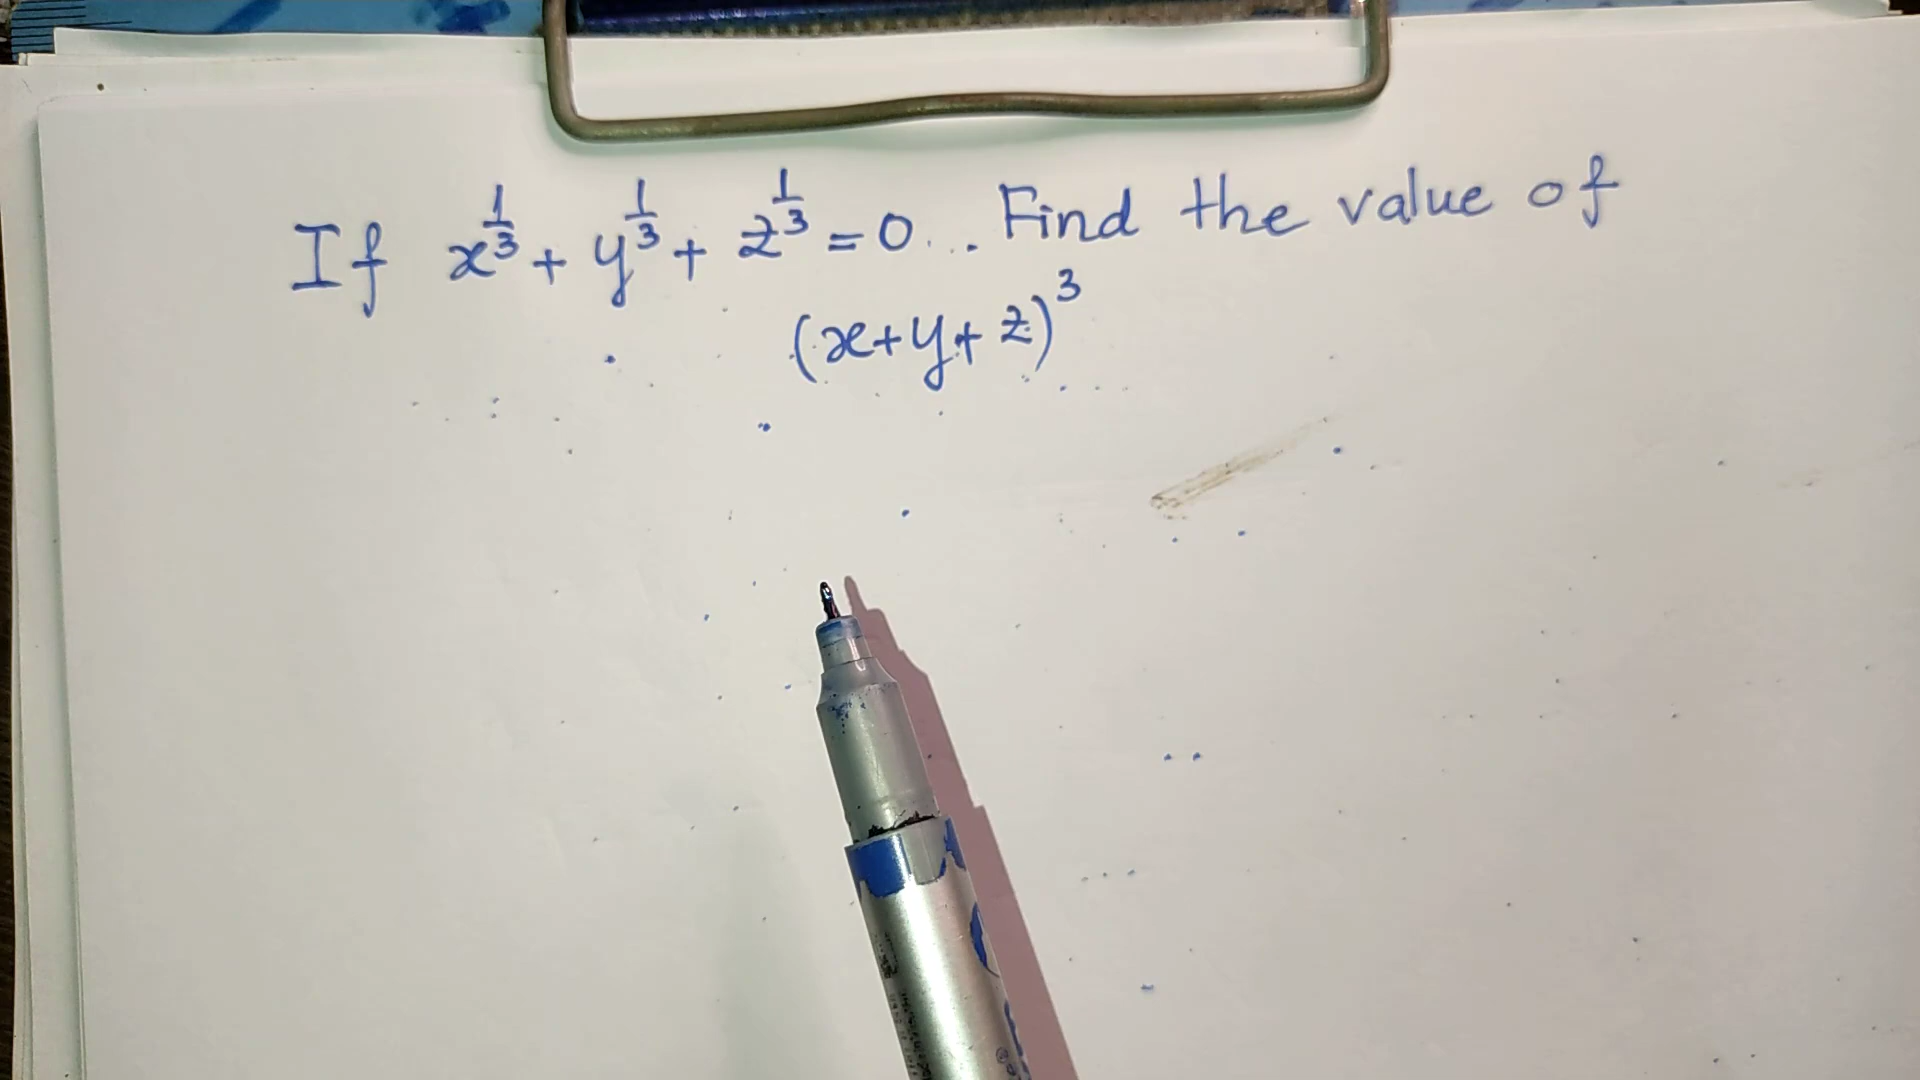 If x^{1/3} + y^{1/3} + z^{1/3} = 0... Find the value of
(x+y+z)^3